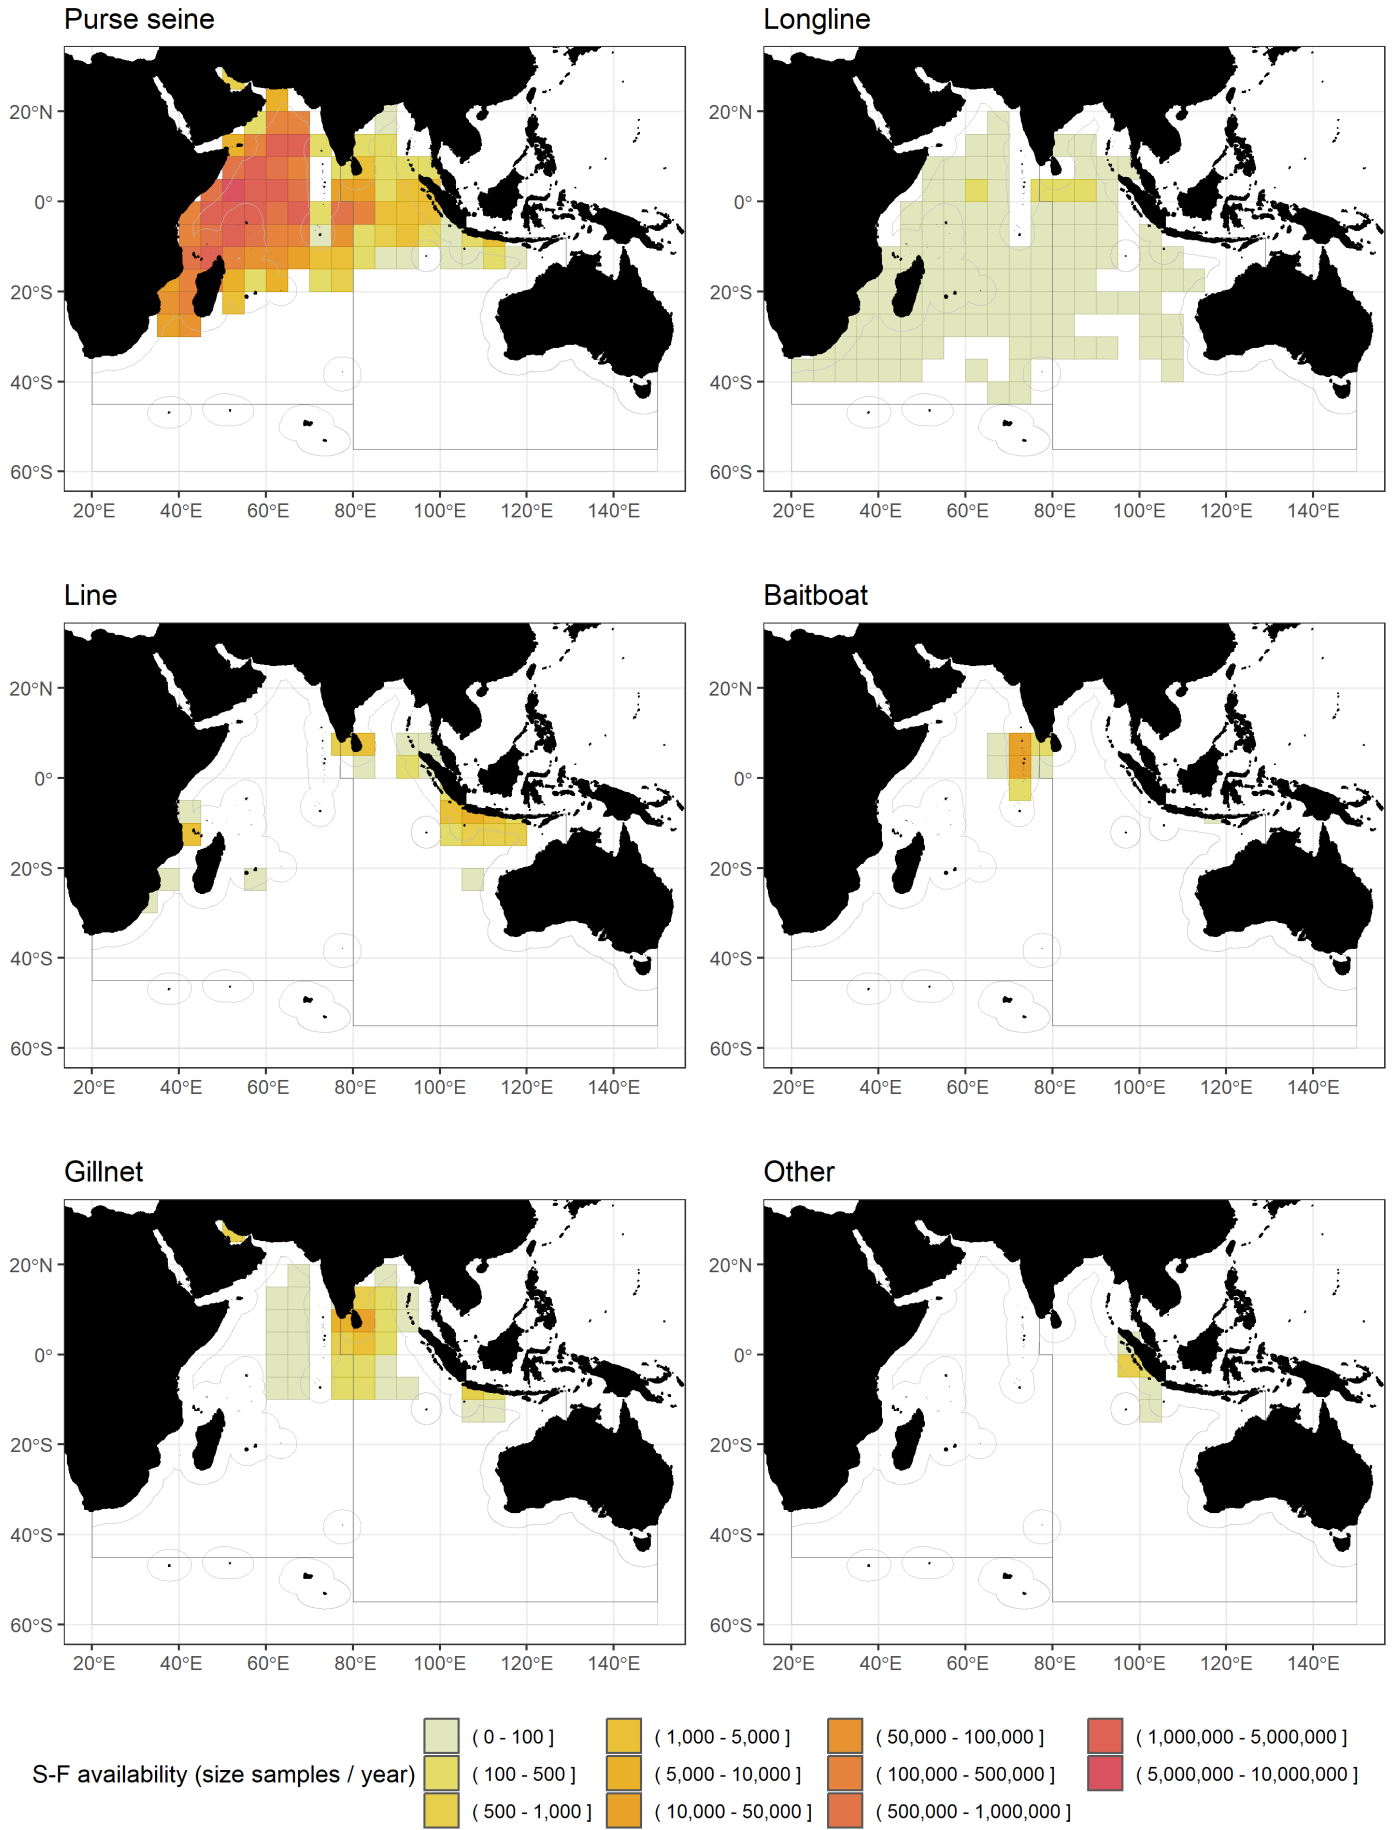 Purse seine
Longline
20°N
0°
20°S
40°S
60°S
20°E 40°E 60°E 80°E 100°E 120°E 140°E
20°N
0°
20°S
40°S
60°S
20°E 40°E 60°E 80°E 100°E 120°E 140°E
Line
Baitboat
20°N
0°
20°S
40°S
60°S
20°E 40°E 60°E 80°E 100°E 120°E 140°E
20°N
0°
20°S
40°S
60°S
20°E 40°E 60°E 80°E 100°E 120°E 140°E
Gillnet
Other
20°N
0°
20°S
40°S
60°S
20°E 40°E 60°E 80°E 100°E 120°E 140°E
20°N
0°
20°S
40°S
60°S
20°E 40°E 60°E 80°E 100°E 120°E 140°E
S-F availability (size samples / year)
( 0 - 100 ]
( 100 - 500 ]
( 500 - 1,000 ]
( 1,000 - 5,000 ]
( 5,000 - 10,000 ]
( 10,000 - 50,000 ]
( 50,000 - 100,000 ]
( 100,000 - 500,000 ]
( 500,000 - 1,000,000 ]
( 1,000,000 - 5,000,000 ]
( 5,000,000 - 10,000,000 ]